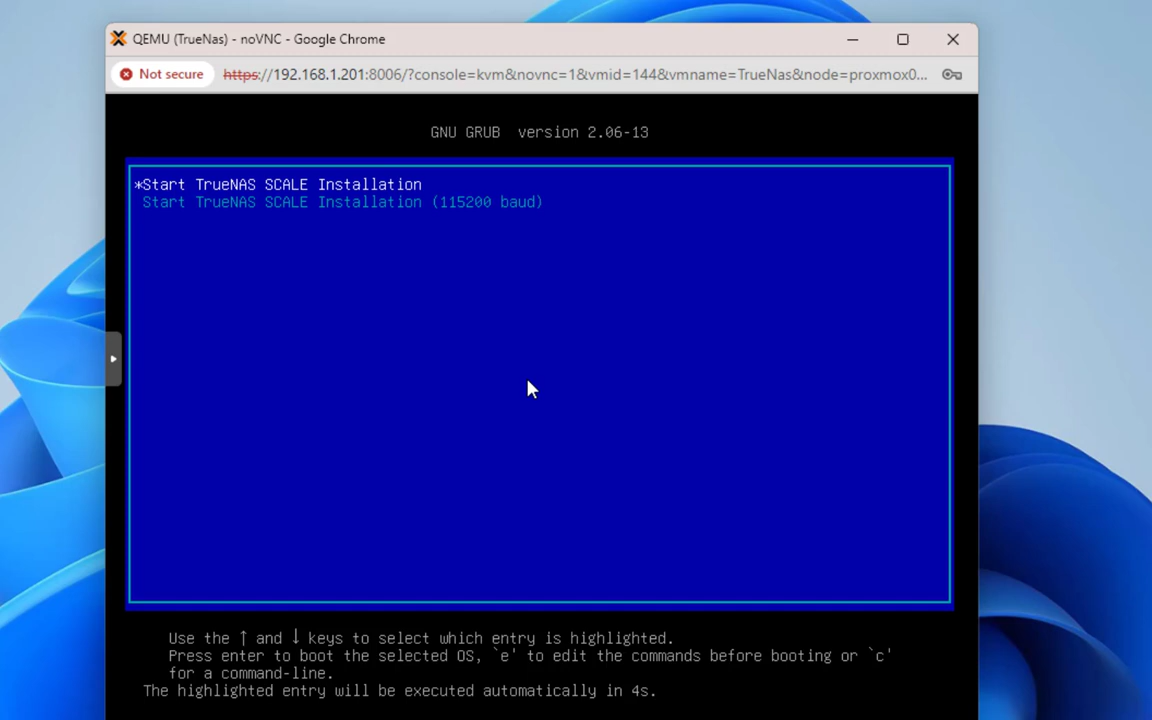 QEMU (TrueNas) - noVNC - Google Chrome
Not secure https://192.168.1.201:8006/?console=kvm&novnc=1&vmid=144&vmname=TrueNas&node=proxmox0...
GNU GRUB version 2.06-13
*Start TrueNAS SCALE Installation
Start TrueNAS SCALE Installation (115200 baud)
Use the ↑ and ↓ keys to select which entry is highlighted.
Press enter to boot the selected OS, `e' to edit the commands before booting or `c'
for a command-line.
The highlighted entry will be executed automatically in 4s.